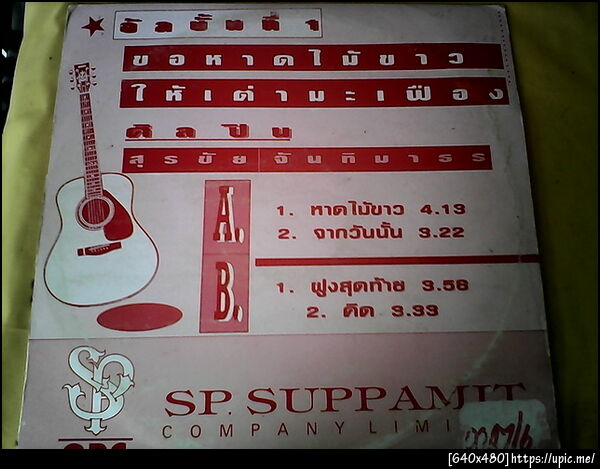 อัลบั้มที่ 1
ขอหาดไม้ขาว
ให้เต่ามะเฟือง
ศิลปิน
สุรชัย จันทิมาธร
A.
1. หาดไม้ขาว 4.13
2. จากวันนั้น 3.22
B.
1. ฝูงสุดท้าย 3.58
2. คิด 3.33
SP
SP. SUPPAMIT
COMPANY LIMI
[640x480]https://upic.me/